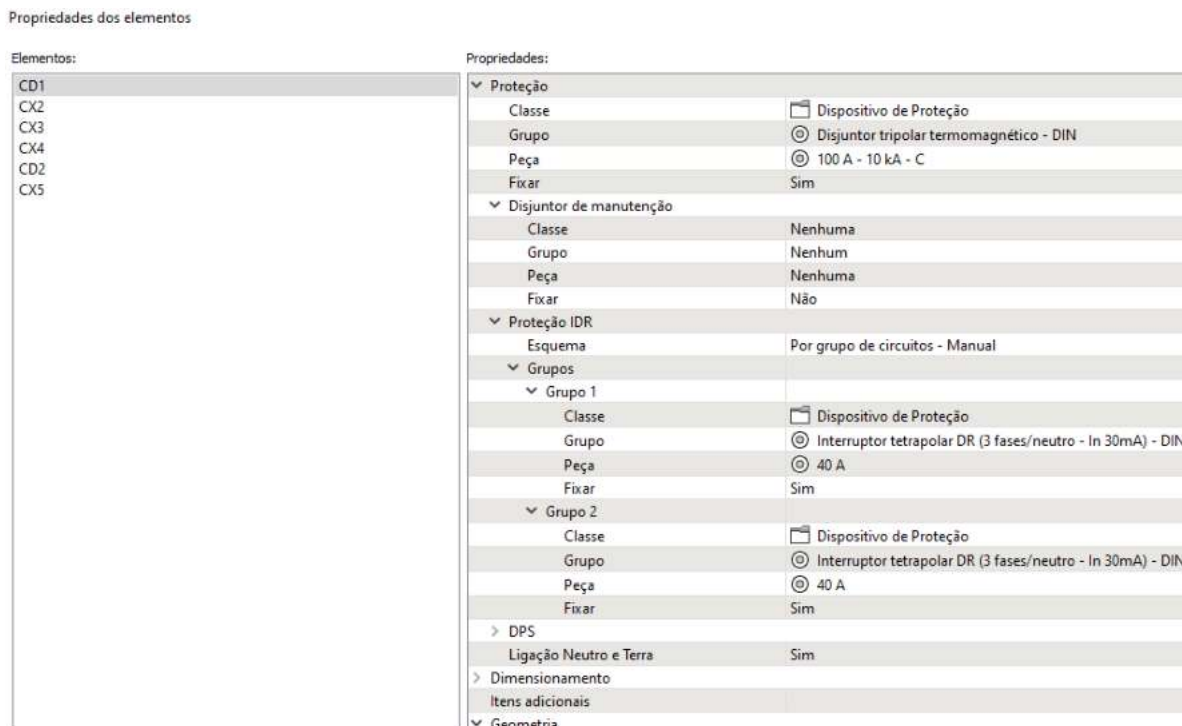 Propriedades dos elementos
Elementos:
CD1
CX2
CX3
CX4
CD2
CX5
Propriedades:
Proteção
Classe Dispositivo de Proteção
Grupo Disjuntor tripolar termomagnético - DIN
Peça 100 A - 10 kA - C
Fixar Sim
Disjuntor de manutenção
Classe Nenhuma
Grupo Nenhum
Peça Nenhuma
Fixar Não
Proteção IDR
Esquema Por grupo de circuitos - Manual
Grupos
Grupo 1
Classe Dispositivo de Proteção
Grupo Interruptor tetrapolar DR (3 fases/neutro - In 30mA) - DIN
Peça 40 A
Fixar Sim
Grupo 2
Classe Dispositivo de Proteção
Grupo Interruptor tetrapolar DR (3 fases/neutro - In 30mA) - DIN
Peça 40 A
Fixar Sim
DPS
Ligação Neutro e Terra Sim
Dimensionamento
Itens adicionais
Geometria